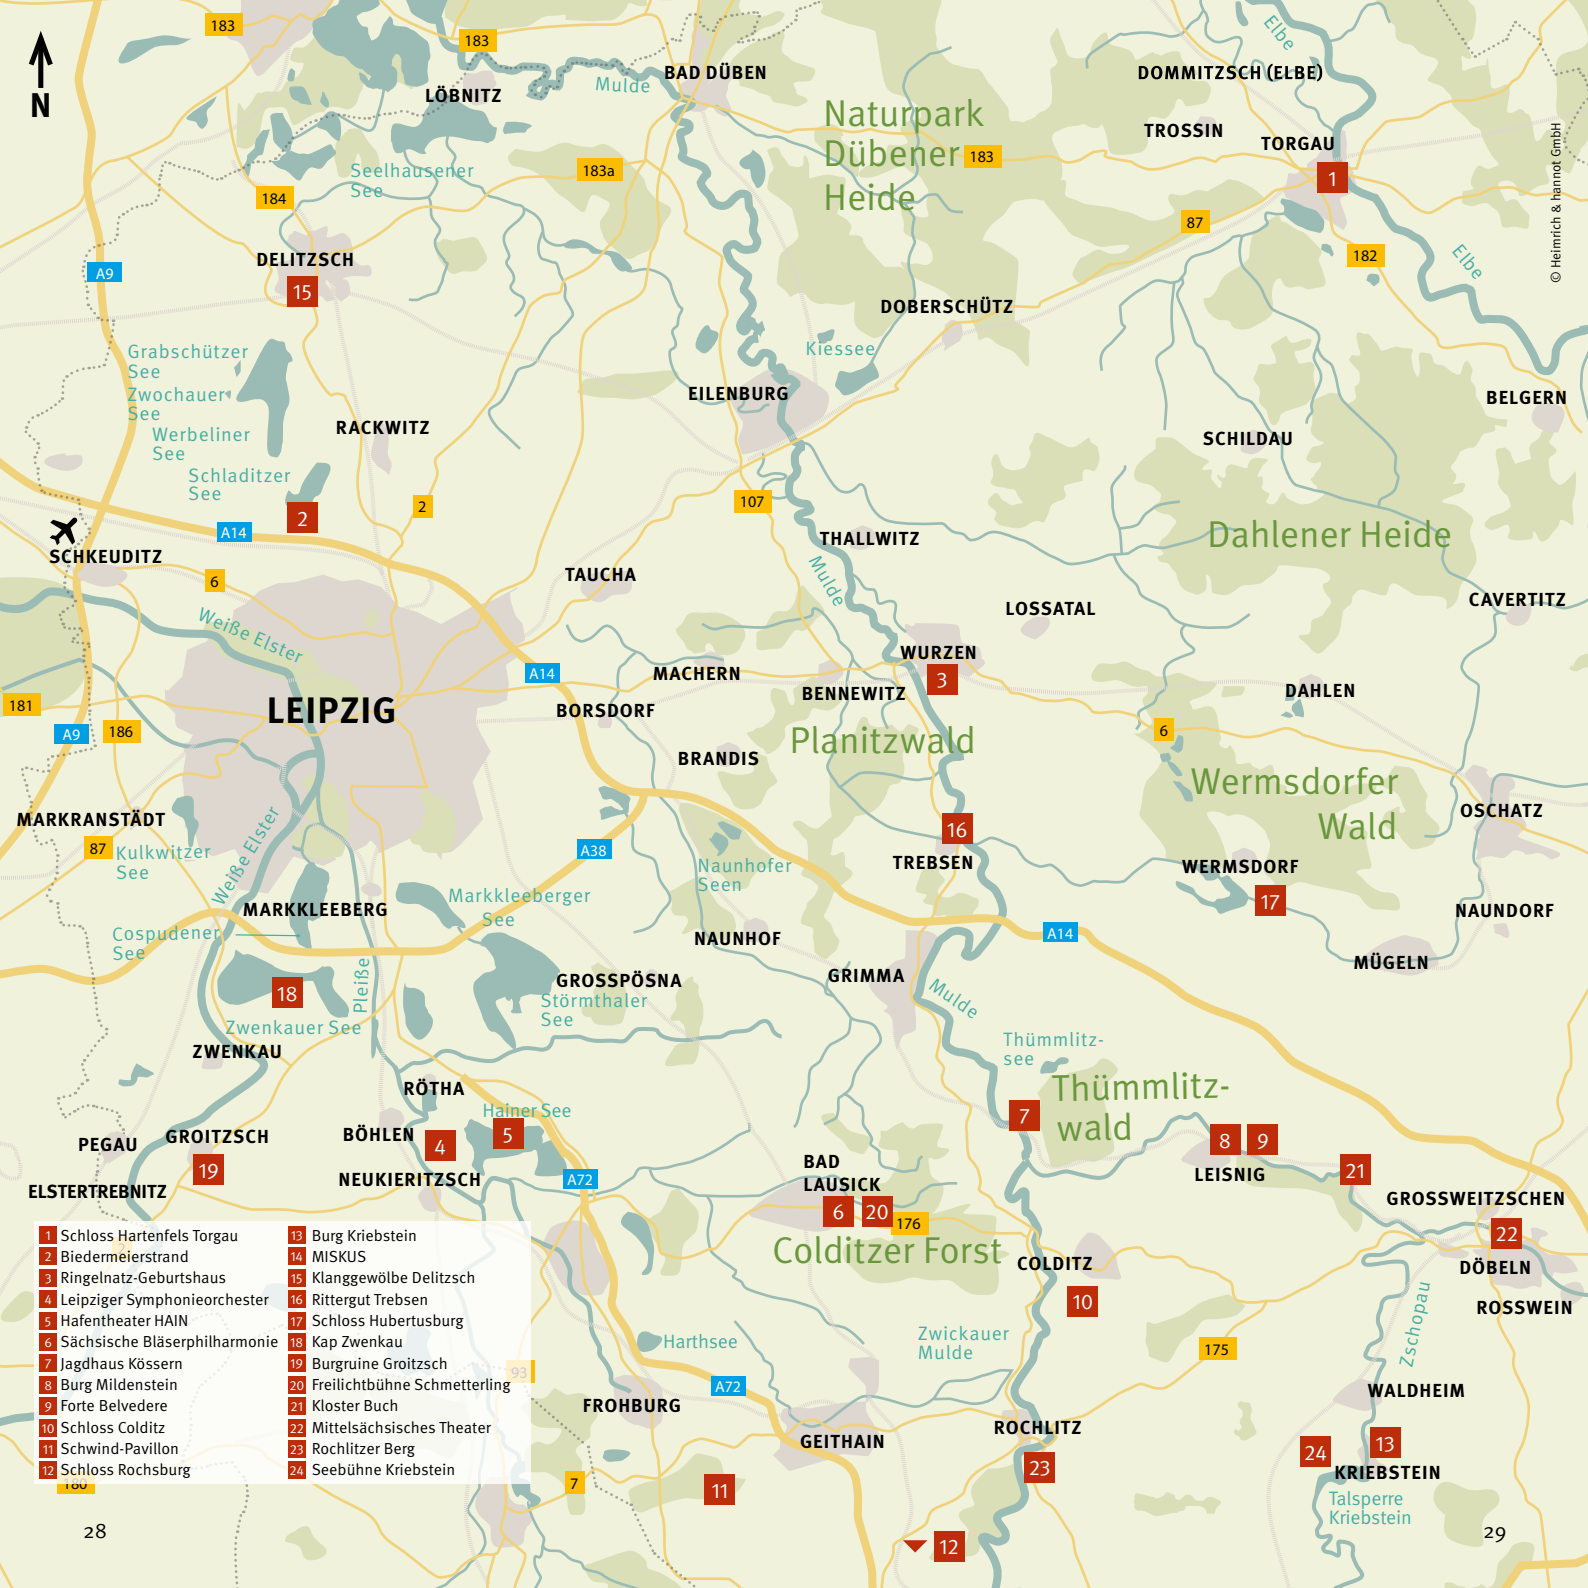 183
183
Elbe
N
LÖBNITZ
Mulde
BAD DÜBEN
DOMMITZSCH (ELBE)
Naturpark
Dübener
Heide
183
TROSSIN
TORGAU
1
© Heimrich & hannot GmbH
Seelhausener
See
183a
184
87
182
Elbe
DELITZSCH
15
A9
DOBERSCHÜTZ
Grabschützer
See
Zwochauer
See
Kiessee
EILENBURG
BELGERN
RACKWITZ
Werbeliner
See
SCHILDAU
Schladitzer
See
2
2
107
A14
THALLWITZ
Dahlener Heide
SCHKEUDITZ
6
TAUCHA
Mulde
LOSSATAL
CAVERTITZ
Weiße Elster
WURZEN
3
A14
MACHERN
BENNEWITZ
DAHLEN
181
A9
186
LEIPZIG
BORSDORF
Planitzwald
6
BRANDIS
Wermsdorfer
Wald
MARKRANSTÄDT
87
Kulkwitzer
See
Weiße Elster
A38
16
TREBSEN
OSCHATZ
Naunhofer
Seen
WERMSDORF
17
MARKKLEEBERG
Markkleeberger
See
NAUNDORF
Cospudener
See
NAUNHOF
A14
MÜGELN
GRIMMA
18
Pleiße
GROSSPÖSNA
Störmthaler
See
Mulde
Zwenkauer See
ZWENKAU
Thümmlitz-
see
RÖTHA
Thümmlitz-
wald
Hainer See
7
PEGAU
GROITZSCH
BÖHLEN
4
5
8
9
19
NEUKIERITZSCH
A72
BAD
LAUSICK
LEISNIG
21
ELSTERTREBNITZ
6
20
176
GROSSWEITZSCHEN
22
Colditzer Forst
COLDITZ
DÖBELN
10
ROSSWEIN
Harthsee
Zwickauer
Mulde
175
Zschopau
93
A72
FROHBURG
WALDHEIM
GEITHAIN
ROCHLITZ
24
13
23
KRIEBSTEIN
180
7
11
Talsperre
Kriebstein
12
1 Schloss Hartenfels Torgau
2 Biedermeierstrand
3 Ringelnatz-Geburtshaus
4 Leipziger Symphonieorchester
5 Hafentheater HAIN
6 Sächsische Bläserphilharmonie
7 Jagdhaus Kössern
8 Burg Mildenstein
9 Forte Belvedere
10 Schloss Colditz
11 Schwind-Pavillon
12 Schloss Rochsburg
13 Burg Kriebstein
14 MISKUS
15 Klanggewölbe Delitzsch
16 Rittergut Trebsen
17 Schloss Hubertusburg
18 Kap Zwenkau
19 Burgruine Groitzsch
20 Freilichtbühne Schmetterling
21 Kloster Buch
22 Mittelsächsisches Theater
23 Rochlitzer Berg
24 Seebühne Kriebstein
28
29